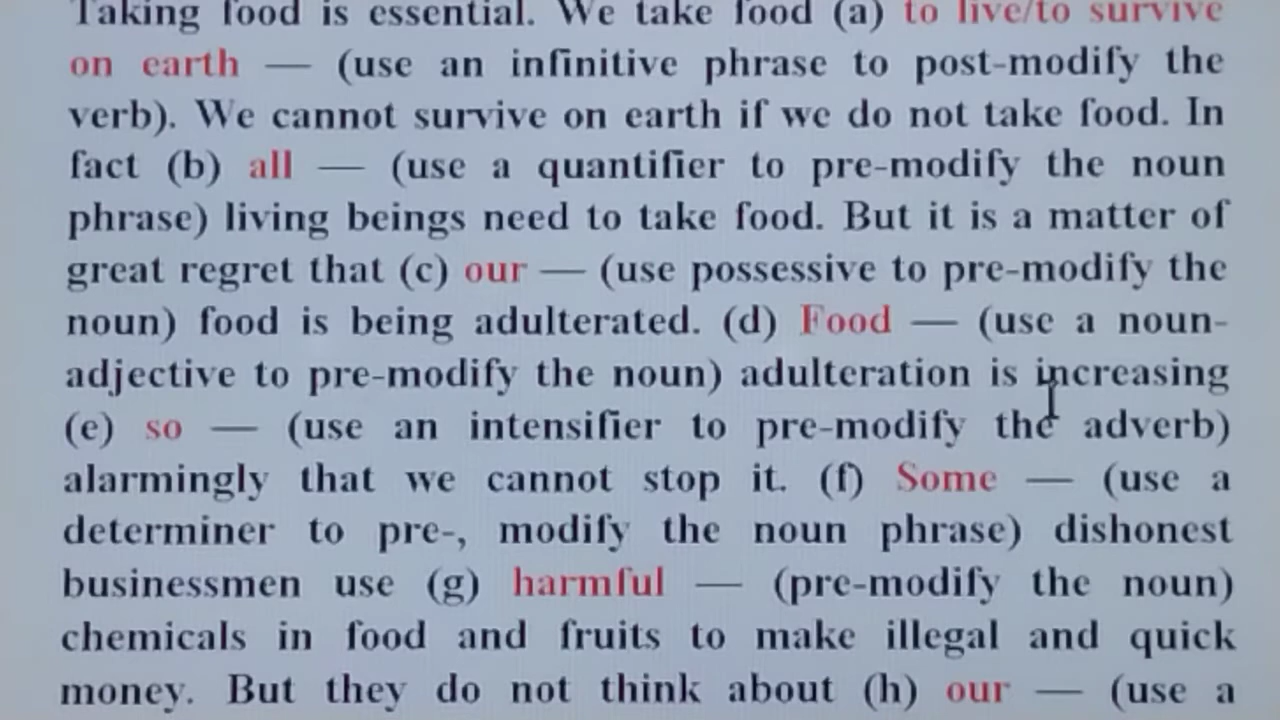 Taking food is essential. We take food (a) to live/to survive
on earth — (use an infinitive phrase to post-modify the
verb). We cannot survive on earth if we do not take food. In
fact (b) all — (use a quantifier to pre-modify the noun
phrase) living beings need to take food. But it is a matter of
great regret that (c) our — (use possessive to pre-modify the
noun) food is being adulterated. (d) Food — (use a noun-
adjective to pre-modify the noun) adulteration is increasing
(e) so — (use an intensifier to pre-modify the adverb)
alarmingly that we cannot stop it. (f) Some — (use a
determiner to pre-, modify the noun phrase) dishonest
businessmen use (g) harmful — (pre-modify the noun)
chemicals in food and fruits to make illegal and quick
money. But they do not think about (h) our — (use a